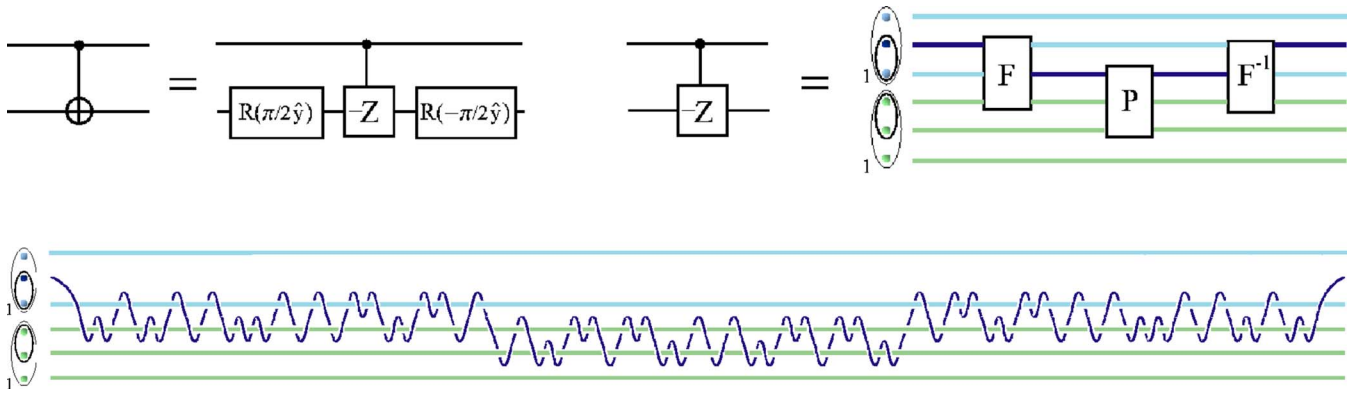 = R(π/2ŷ) –Z R(–π/2ŷ)
–Z =
1
1
F P F⁻¹
1
1